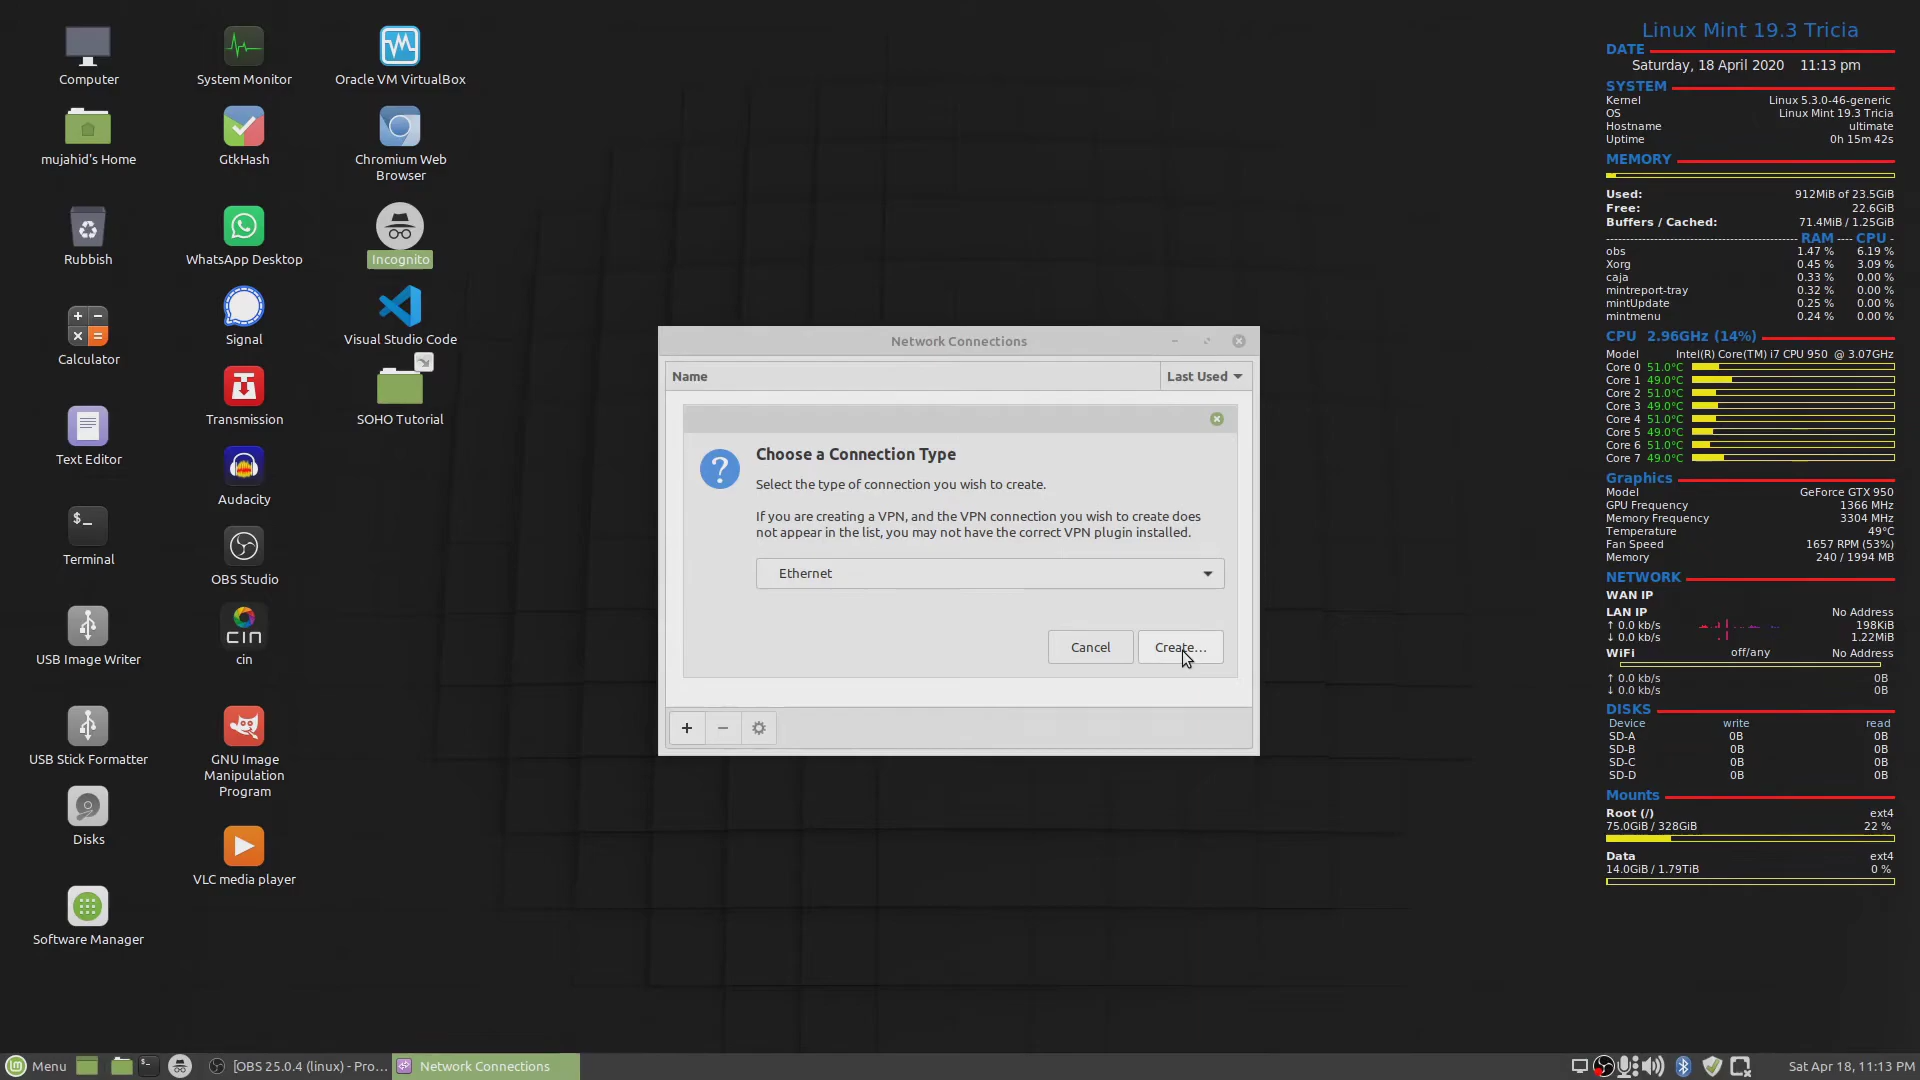 Computer
System Monitor
Oracle VM VirtualBox
mujahid's Home
GtkHash
Chromium Web
Browser
Rubbish
WhatsApp Desktop
Incognito
Calculator
Signal
Visual Studio Code
Text Editor
Transmission
SOHO Tutorial
Terminal
Audacity
OBS Studio
USB Image Writer
cin
cin
USB Stick Formatter
GNU Image
Manipulation
Program
Disks
VLC media player
Software Manager
Network Connections
Name
Last Used
Choose a Connection Type
Select the type of connection you wish to create.
If you are creating a VPN, and the VPN connection you wish to create does
not appear in the list, you may not have the correct VPN plugin installed.
Ethernet
Cancel
Create...
Linux Mint 19.3 Tricia
DATE
Saturday, 18 April 2020 11:13 pm
SYSTEM
Kernel Linux 5.3.0-46-generic
OS Linux Mint 19.3 Tricia
Hostname ultimate
Uptime 0h 15m 42s
MEMORY
Used: 912MiB of 23.5GiB
Free: 22.6GiB
Buffers / Cached: 71.4MiB / 1.25GiB
RAM ---- CPU -
obs 1.47 % 6.19 %
Xorg 0.45 % 3.09 %
caja 0.33 % 0.00 %
mintreport-tray 0.32 % 0.00 %
mintUpdate 0.25 % 0.00 %
mintmenu 0.24 % 0.00 %
CPU 2.96GHz (14%)
Model Intel(R) Core(TM) i7 CPU 950 @ 3.07GHz
Core 0 51.0°C
Core 1 49.0°C
Core 2 51.0°C
Core 3 49.0°C
Core 4 51.0°C
Core 5 49.0°C
Core 6 51.0°C
Core 7 49.0°C
Graphics
Model GeForce GTX 950
GPU Frequency 1366 MHz
Memory Frequency 3304 MHz
Temperature 49°C
Fan Speed 1657 RPM (53%)
Memory 240 / 1994 MB
NETWORK
WAN IP
LAN IP No Address
↑ 0.0 kb/s 198KiB
↓ 0.0 kb/s 1.22MiB
WiFi off/any No Address
↑ 0.0 kb/s 0B
↓ 0.0 kb/s 0B
DISKS
Device write read
SD-A 0B 0B
SD-B 0B 0B
SD-C 0B 0B
SD-D 0B 0B
Mounts
Root (/) ext4
75.0GiB / 328GiB 22 %
Data ext4
14.0GiB / 1.79TiB 0 %
Menu
[OBS 25.0.4 (linux) - Pro...
Network Connections
Sat Apr 18, 11:13 PM